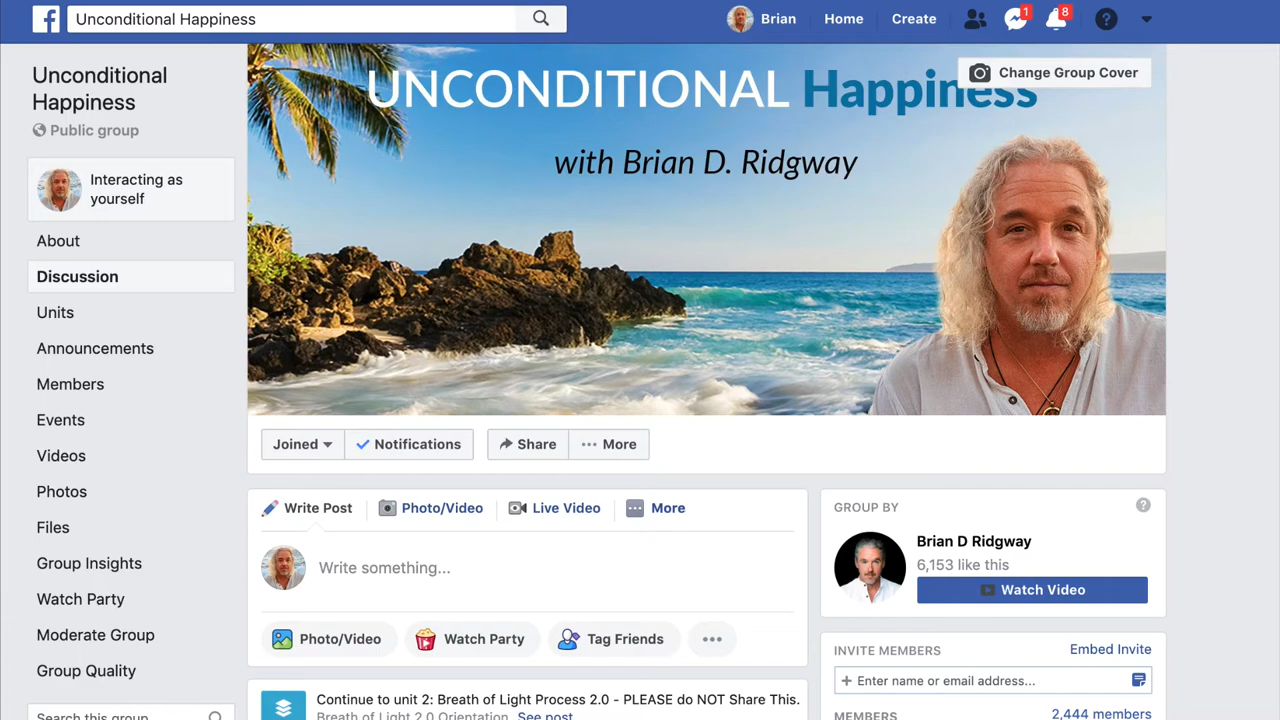 Unconditional Happiness
Brian
Home
Create
1
8
?
Unconditional
Happiness
Public group
Interacting as
yourself
About
Discussion
Units
Announcements
Members
Events
Videos
Photos
Files
Group Insights
Watch Party
Moderate Group
Group Quality
Search this group
UNCONDITIONAL Happiness
with Brian D. Ridgway
Change Group Cover
Joined
Notifications
Share
More
Write Post
Photo/Video
Live Video
More
Write something...
Photo/Video
Watch Party
Tag Friends
Continue to unit 2: Breath of Light Process 2.0 - PLEASE do NOT Share This.
Breath of Light 2.0 Orientation See post
GROUP BY
?
Brian D Ridgway
6,153 like this
Watch Video
INVITE MEMBERS
Embed Invite
+ Enter name or email address...
MEMBERS
2,444 members